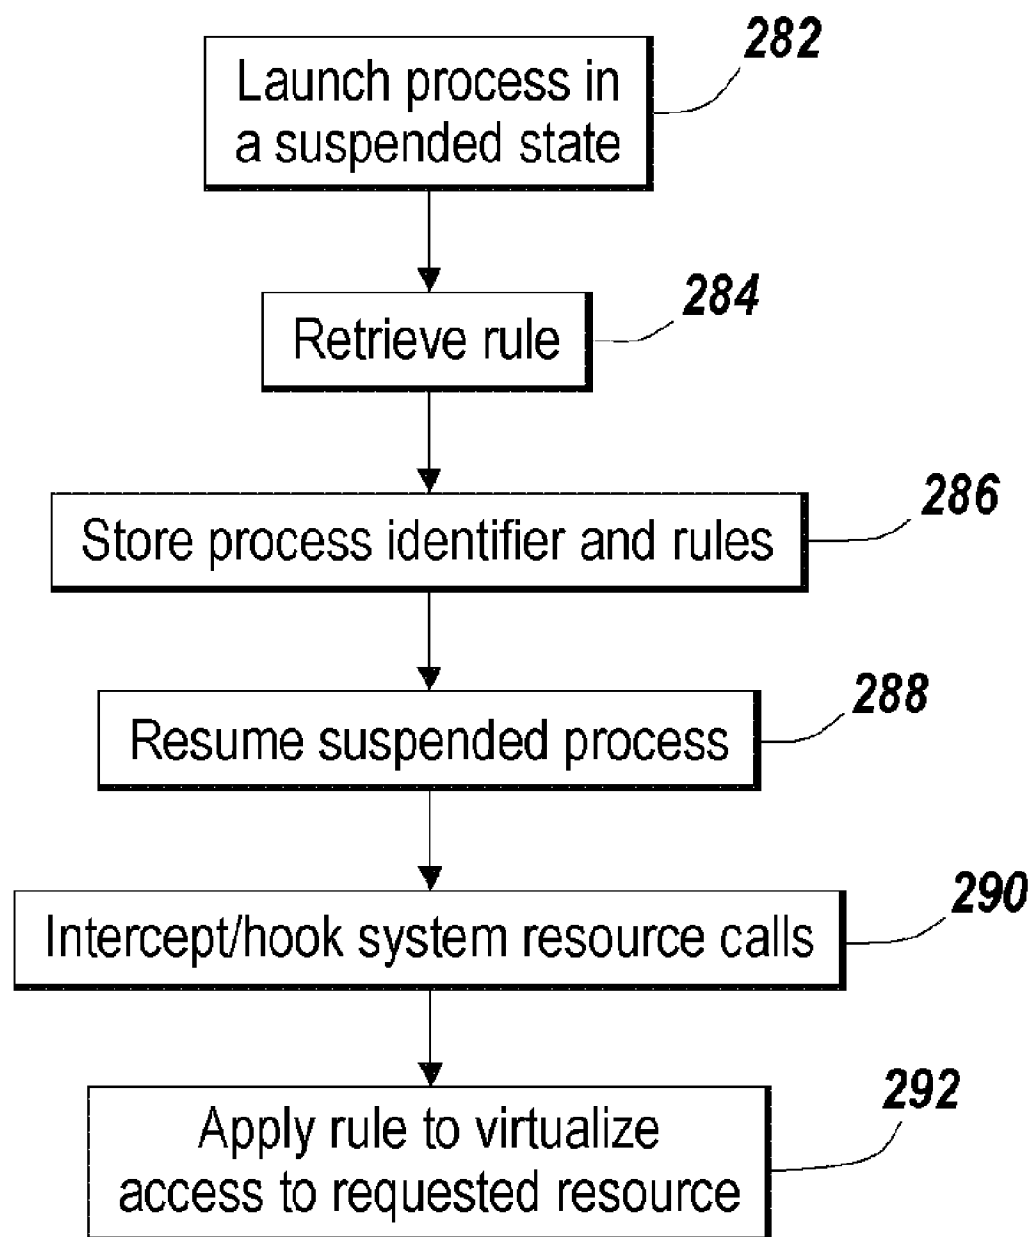 282
Launch process in
a suspended state
284
Retrieve rule
286
Store process identifier and rules
288
Resume suspended process
290
Intercept/hook system resource calls
292
Apply rule to virtualize
access to requested resource